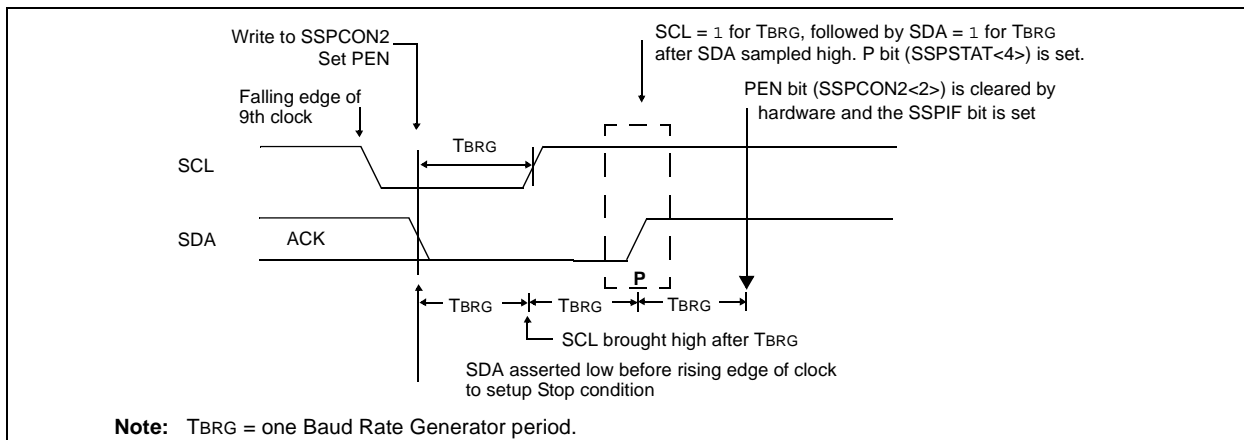 Write to SSPCON2
Set PEN
SCL = 1 for TBRG, followed by SDA = 1 for TBRG
after SDA sampled high. P bit (SSPSTAT<4>) is set.
PEN bit (SSPCON2<2>) is cleared by
hardware and the SSPIF bit is set
Falling edge of
9th clock
TBRG
SCL
SDA
ACK
P
TBRG
TBRG
TBRG
SCL brought high after TBRG
SDA asserted low before rising edge of clock
to setup Stop condition
Note: TBRG = one Baud Rate Generator period.